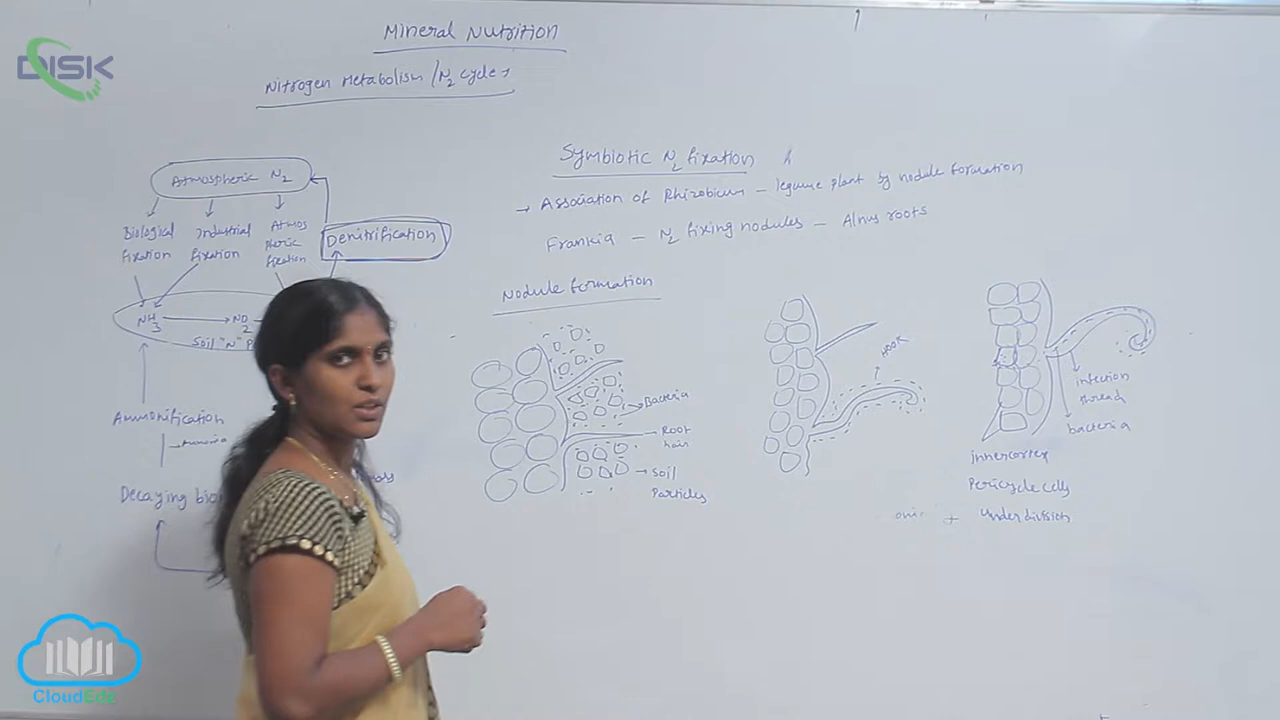 DISK
Mineral Nutrition
Nitrogen Metabolism / N2 cycle →
Atmospheric N2
Biological fixation
Industrial fixation
Atmos pheric fixation
Denitrification
NH3 → NO2
Soil "N" P
Ammonification
Decaying bio
mass
Symbiotic N2 fixation
→ Association of Rhizobium - legume plant by nodule formation
Frankia - N2 fixing nodules - Alnus roots
Nodule formation
→ Bacteria
→ Root hair
→ Soil Particles
HOOK
infection thread
bacteria
innercortex
Pericycle cells
+ Under division
CloudEdz